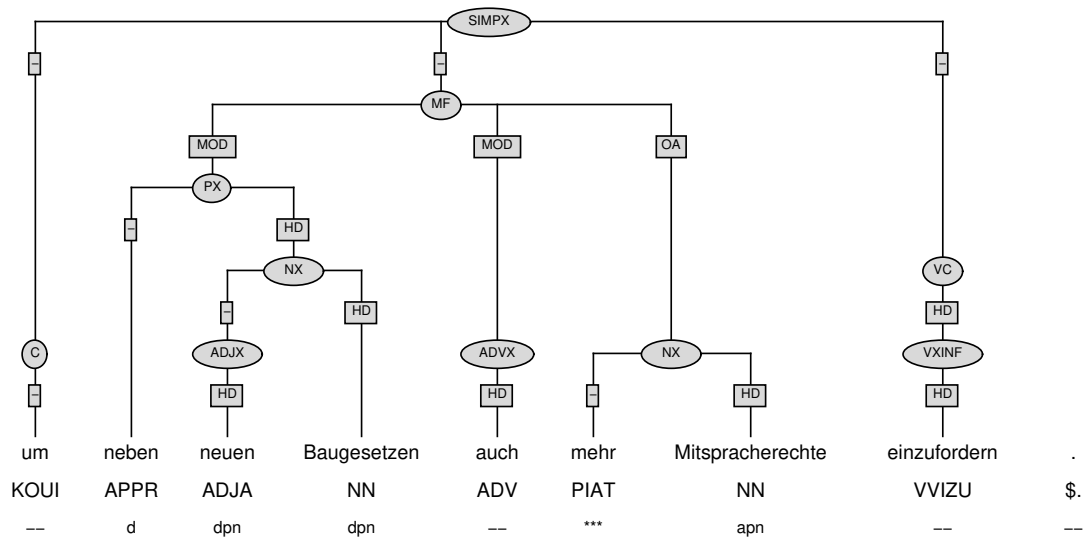 SIMPX
– – –
MF
MOD MOD OA
PX
– HD
NX VC
– HD HD
C ADJX ADVX NX VXINF
– HD HD – HD HD
um neben neuen Baugesetzen auch mehr Mitspracherechte einzufordern .
KOUI APPR ADJA NN ADV PIAT NN VVIZU $.
–– d dpn dpn –– *** apn –– ––